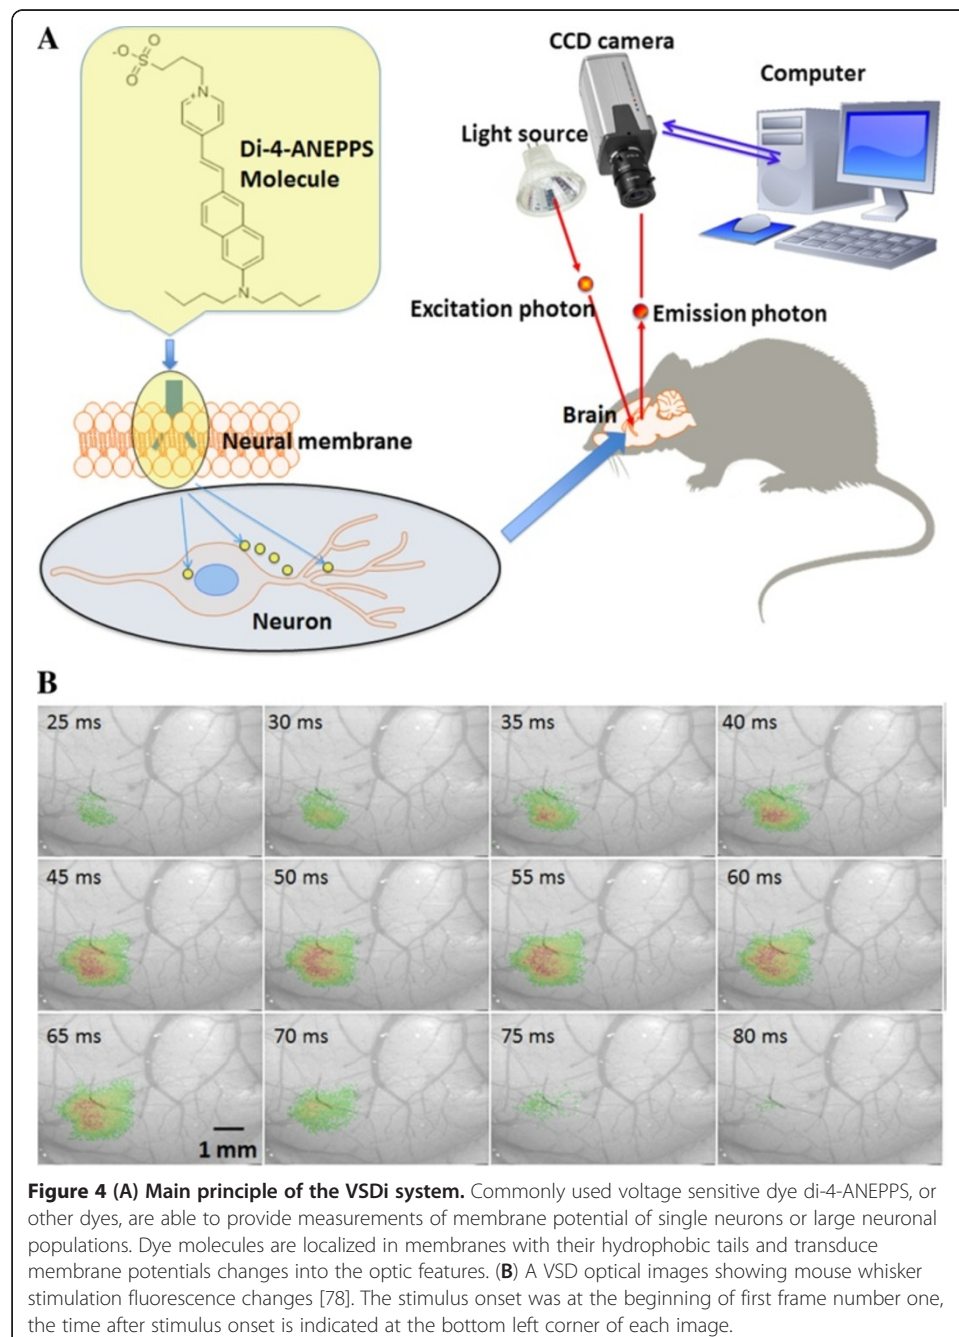 A
CCD camera
Computer
Light source
Di-4-ANEPPS
Molecule
-O
O
S
O
N+
N
Excitation photon
Emission photon
Brain
Neural membrane
Neuron
B
25 ms
30 ms
35 ms
40 ms
45 ms
50 ms
55 ms
60 ms
65 ms
70 ms
75 ms
80 ms
1 mm
Figure 4 (A) Main principle of the VSDi system. Commonly used voltage sensitive dye di-4-ANEPPS, or
other dyes, are able to provide measurements of membrane potential of single neurons or large neuronal
populations. Dye molecules are localized in membranes with their hydrophobic tails and transduce
membrane potentials changes into the optic features. (B) A VSD optical images showing mouse whisker
stimulation fluorescence changes [78]. The stimulus onset was at the beginning of first frame number one,
the time after stimulus onset is indicated at the bottom left corner of each image.